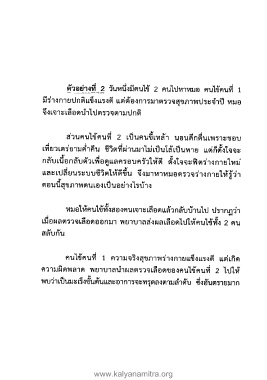 ตัวอย่างที่ 2 วันหนึ่งมีคนไข้ 2 คนไปหาหมอ คนไข้คนที่ 1
มีร่างกายปกติแข็งแรงดี แต่ต้องการมาตรวจสุขภาพประจำปี หมอ
จึงเจาะเลือดนำไปตรวจตามปกติ
ส่วนคนไข้คนที่ 2 เป็นคนขี้เหล้า นอนดึกตื่นเพราะชอบ
เที่ยวเตร่ยามค่ำคืน ชีวิตที่ผ่านมาไม่เป็นโล้เป็นพาย แต่ก็ตั้งใจจะ
กลับเนื้อกลับตัวเพื่อดูแลครอบครัวให้ดี ตั้งใจจะฟิตร่างกายใหม่
และเปลี่ยนระบบชีวิตให้ดีขึ้น จึงมาหาหมอตรวจร่างกายให้รู้ว่า
ตอนนี้สุขภาพตนเองเป็นอย่างไรบ้าง
หมอให้คนไข้ทั้งสองคนเจาะเลือดแล้วกลับบ้านไป ปรากฏว่า
เมื่อผลตรวจเลือดออกมา พยาบาลส่งผลเลือดไปให้คนไข้ทั้ง 2 คน
สลับกัน
คนไข้คนที่ 1 ความจริงสุขภาพร่างกายแข็งแรงดี แต่เกิด
ความผิดพลาด พยาบาลนำผลตรวจเลือดของคนไข้คนที่ 2 ไปให้
พบว่าเป็นมะเร็งขั้นต้นและอาการจะทรุดลงตามลำดับ ซึ่งอันตรายมาก
www.kalyanamitra.org